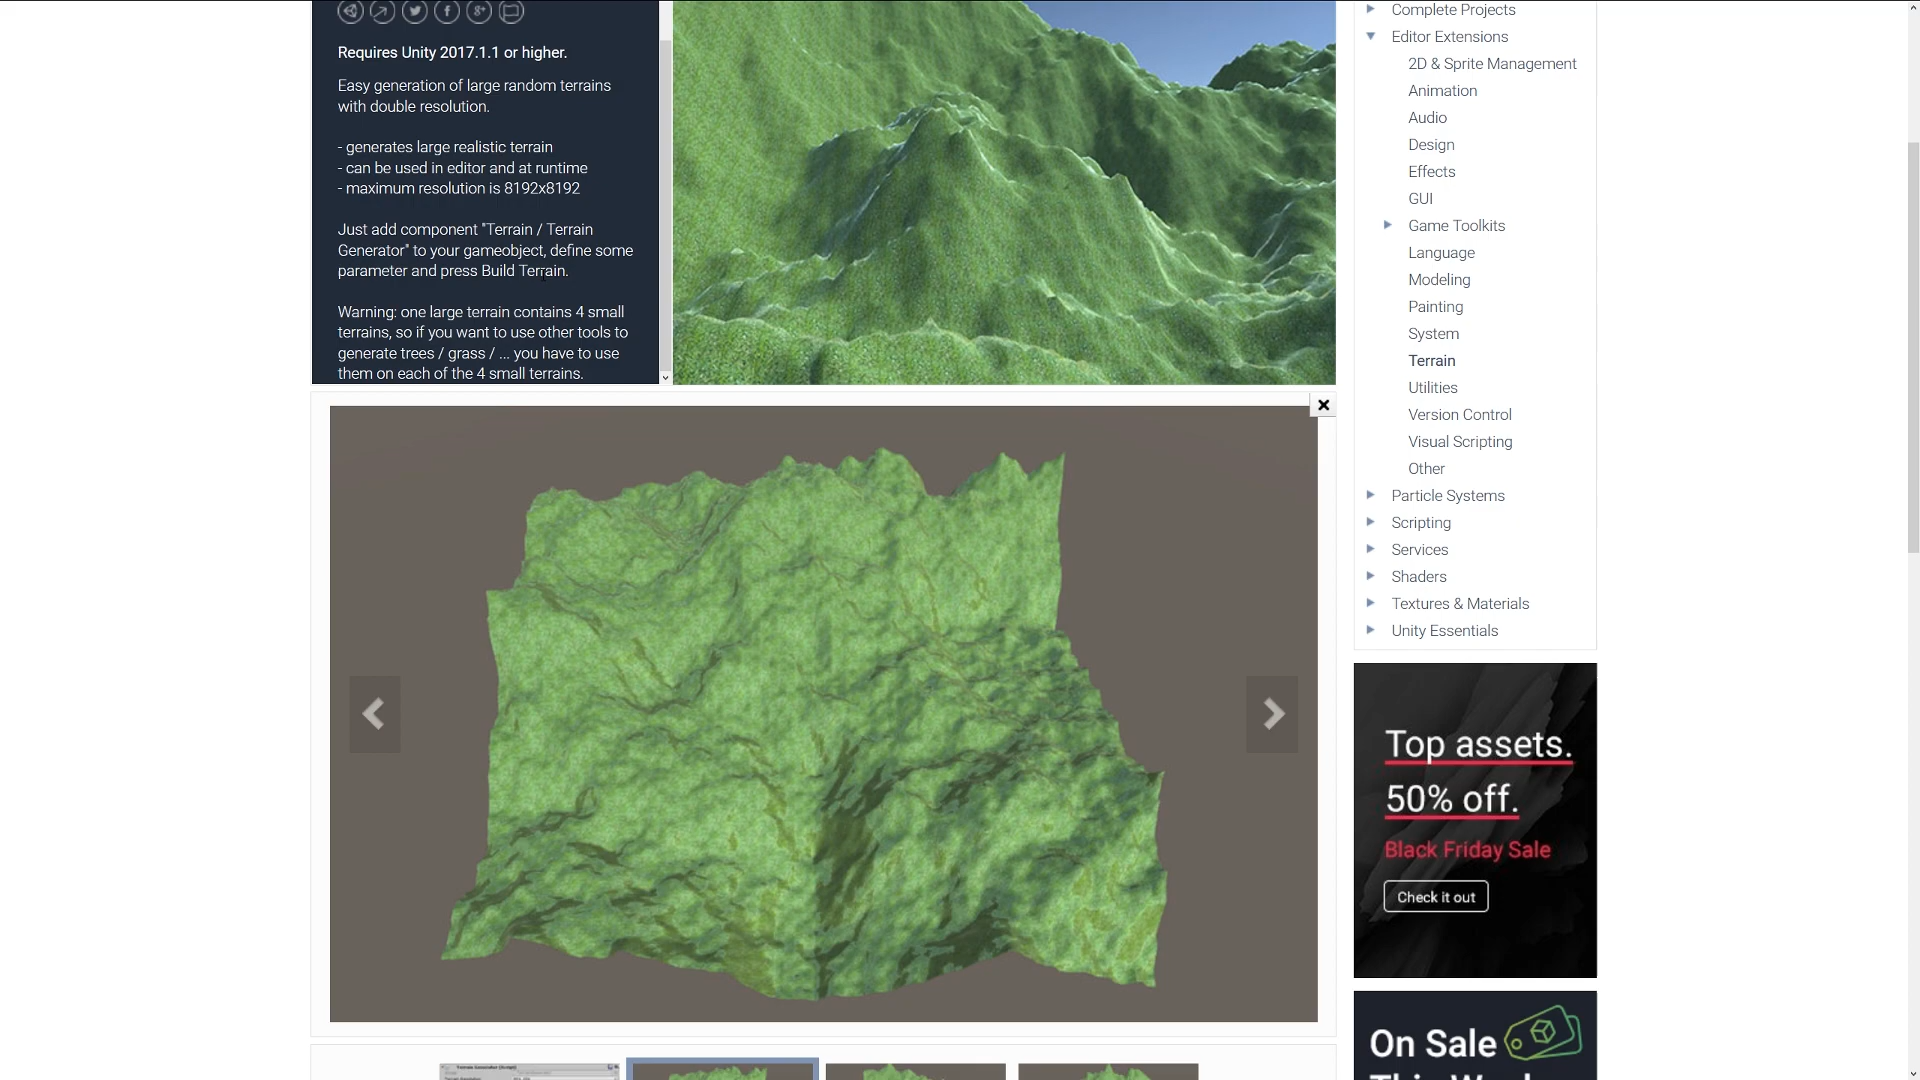 Requires Unity 2017.1.1 or higher.
Easy generation of large random terrains
with double resolution.
- generates large realistic terrain
- can be used in editor and at runtime
- maximum resolution is 8192x8192
Just add component "Terrain / Terrain
Generator" to your gameobject, define some
parameter and press Build Terrain.
Warning: one large terrain contains 4 small
terrains, so if you want to use other tools to
generate trees / grass / ... you have to use
them on each of the 4 small terrains.
Complete Projects
Editor Extensions
2D & Sprite Management
Animation
Audio
Design
Effects
GUI
Game Toolkits
Language
Modeling
Painting
System
Terrain
Utilities
Version Control
Visual Scripting
Other
Particle Systems
Scripting
Services
Shaders
Textures & Materials
Unity Essentials
Top assets.
50% off.
Black Friday Sale
Check it out
On Sale